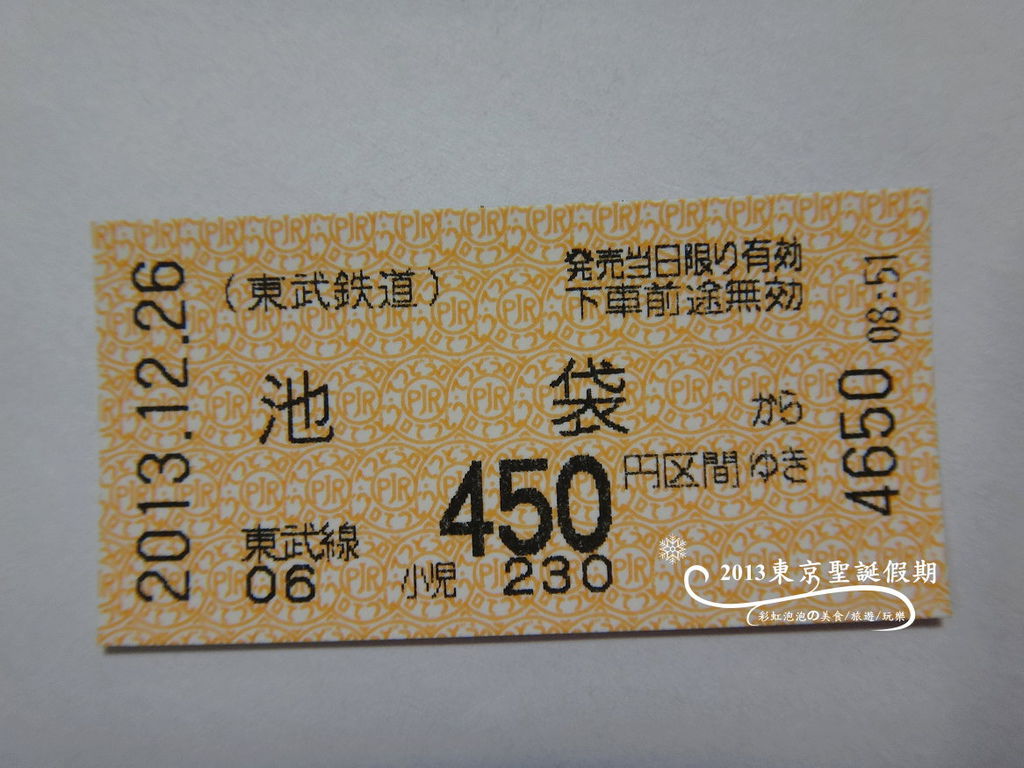 2013.12.26
(東武鉄道)
発売当日限り有効
下車前途無効
池袋から
450円区間ゆき
東武線
06
小児 230
4650 08:51
2013東京聖誕假期
彩虹泡泡の美食/旅遊/玩樂